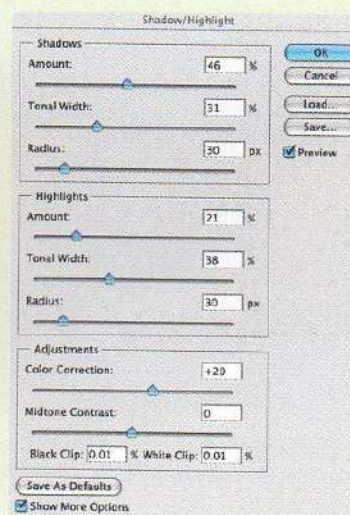 Shadow/Highlight
Shadows
Amount: 46 %
Tonal Width: 31 %
Radius: 30 px
Highlights
Amount: 21 %
Tonal Width: 38 %
Radius: 30 px
Adjustments
Color Correction: +20
Midtone Contrast: 0
Black Clip: 0.01 % White Clip: 0.01 %
Save As Defaults
Show More Options
OK
Cancel
Load...
Save...
Preview